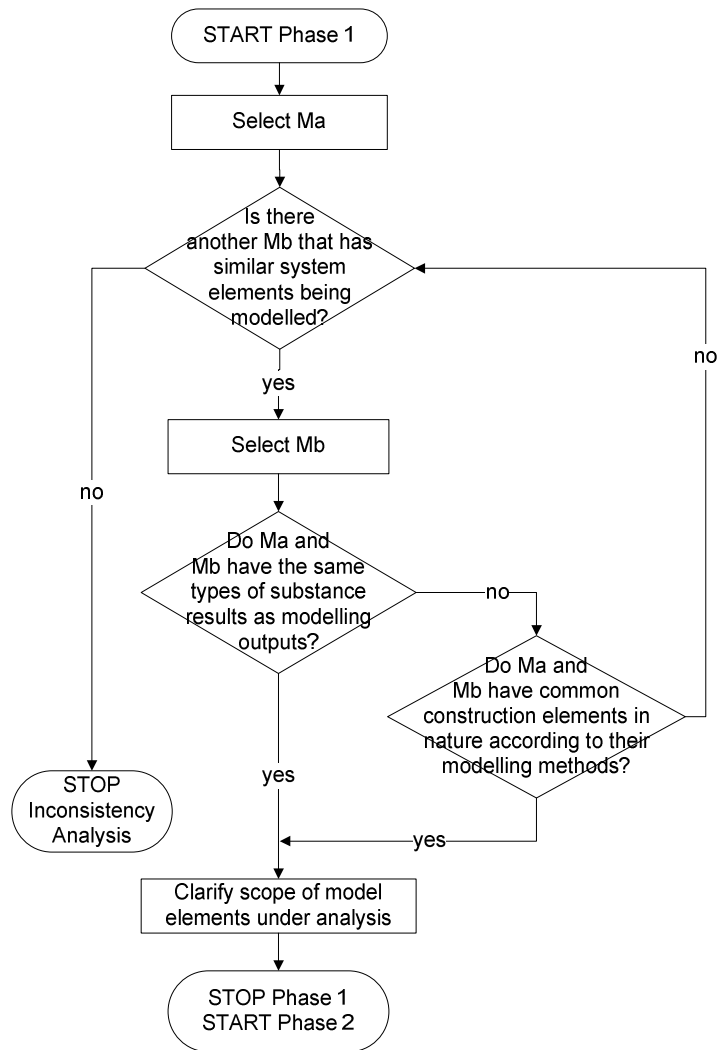 START Phase 1
Select Ma
Is there
another Mb that has
similar system
elements being
modelled?
no
yes
no
Select Mb
Do Ma and
Mb have the same
types of substance
results as modelling
outputs?
no
Do Ma and
Mb have common
construction elements in
nature according to their
modelling methods?
yes
STOP
Inconsistency
Analysis
yes
Clarify scope of model
elements under analysis
STOP Phase 1
START Phase 2